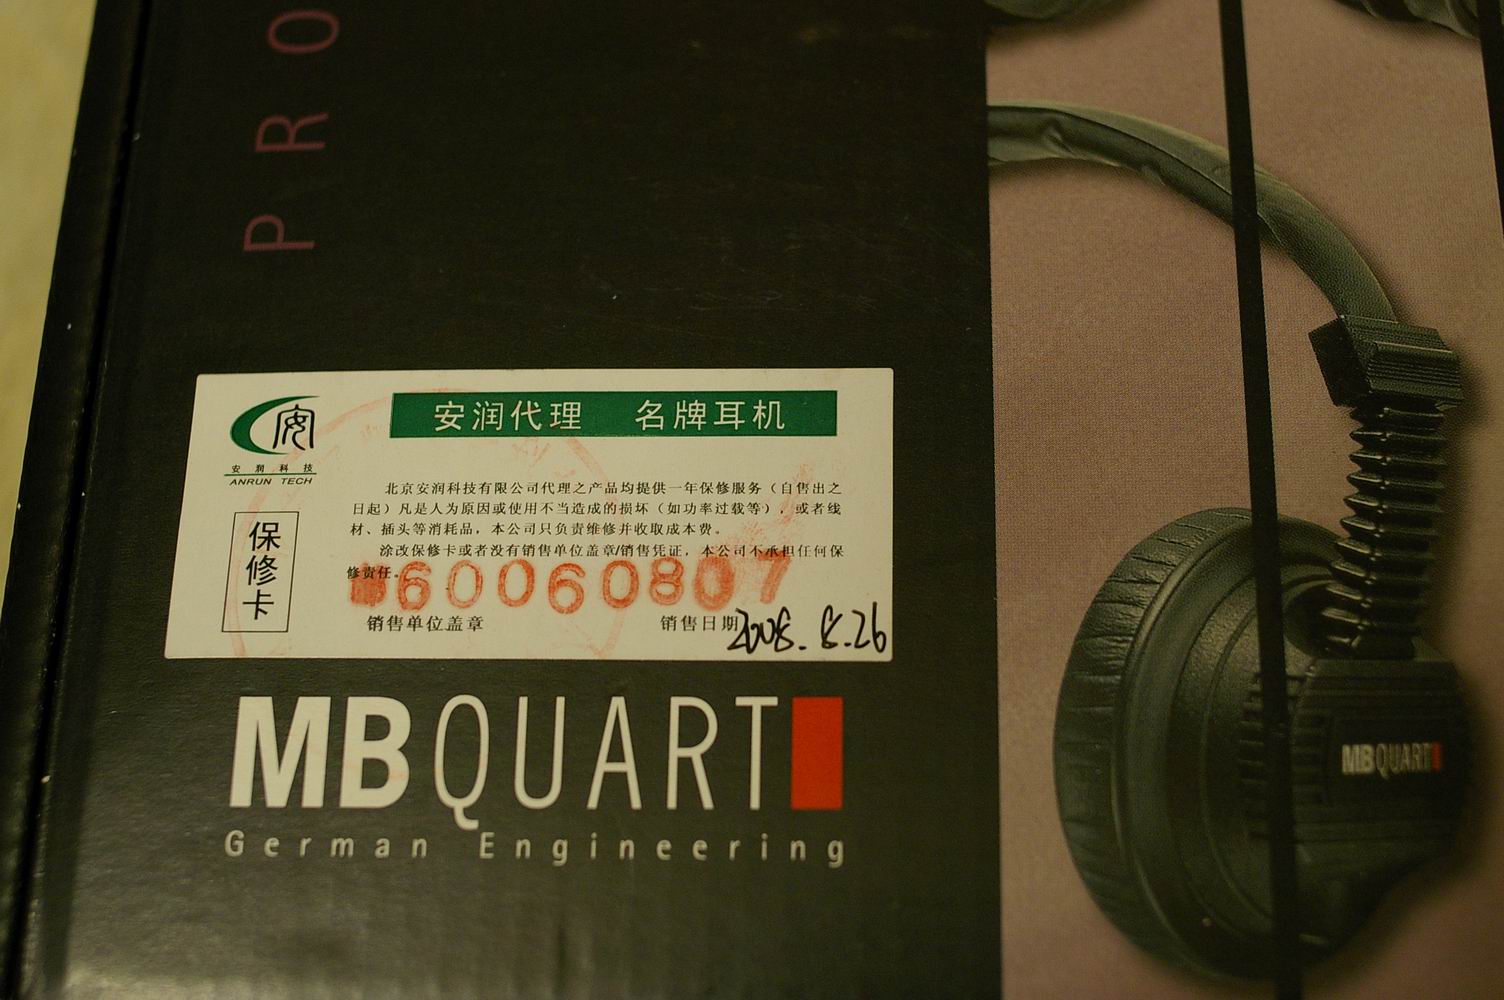 PRO
安
安润科技
ANRUN TECH
保修卡
安润代理 名牌耳机
北京安润科技有限公司代理之产品均提供一年保修服务（自售出之
日起）凡是人为原因或使用不当造成的损坏（如功率过载等），或者线
材、插头等消耗品，本公司只负责维修并收取成本费。
涂改保修卡或者没有销售单位盖章/销售凭证，本公司不承担任何保
修责任。
60060807
销售单位盖章
销售日期 2008.8.26
MBQUART
German Engineering
MBQUART